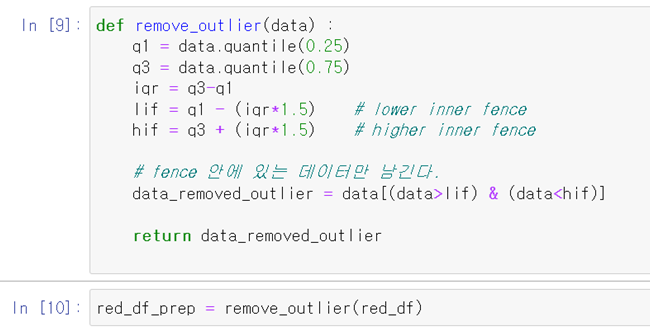 In [9]: def remove_outlier(data) :
q1 = data.quantile(0.25)
q3 = data.quantile(0.75)
iqr = q3-q1
lif = q1 - (iqr*1.5)    # lower inner fence
hif = q3 + (iqr*1.5)    # higher inner fence
# fence 안에 있는 데이터만 남긴다.
data_removed_outlier = data[(data>lif) & (data<hif)]
return data_removed_outlier
In [10]: red_df_prep = remove_outlier(red_df)